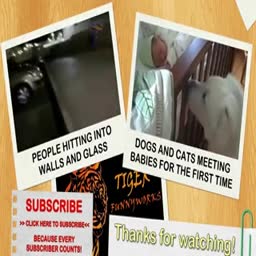 PEOPLE HITTING INTO
WALLS AND GLASS
DOGS AND CATS MEETING
BABIES FOR THE FIRST TIME
SUBSCRIBE
>> CLICK HERE TO SUBSCRIBE<<
BECAUSE EVERY
SUBSCRIBER COUNTS!
TIGER
FUNNYWORKS
Thanks for watching!